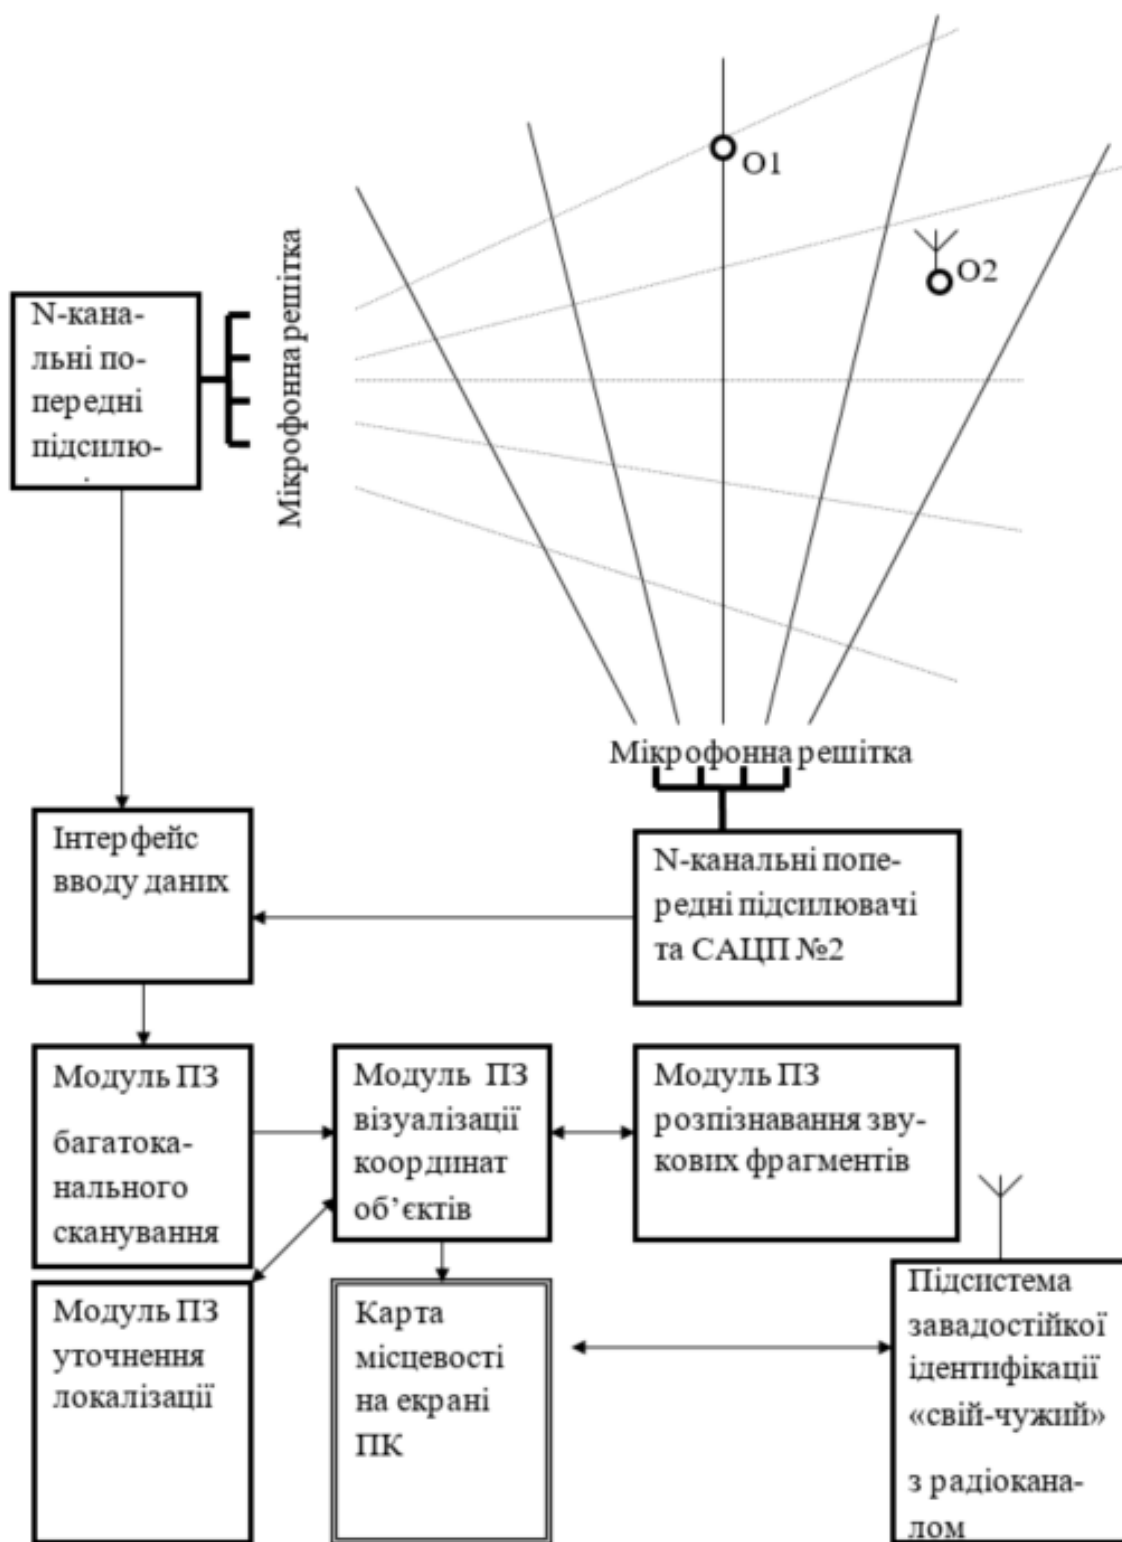 O1
O2
N-кана-
льні по-
передні
підсилю-
Мікрофонна решітка
Мікрофонна решітка
Інтерфейс
вводу даних
N-канальні попе-
редні підсилювачі
та САЦП №2
Модуль ПЗ
багатока-
нального
сканування
Модуль ПЗ
візуалізації
координат
об’єктів
Модуль ПЗ
розпізнавання зву-
кових фрагментів
Модуль ПЗ
уточнення
локалізації
Карта
місцевості
на екрані
ПК
Підсистема
завадостійкої
ідентифікації
«свій-чужий»
з радіокана-
лом